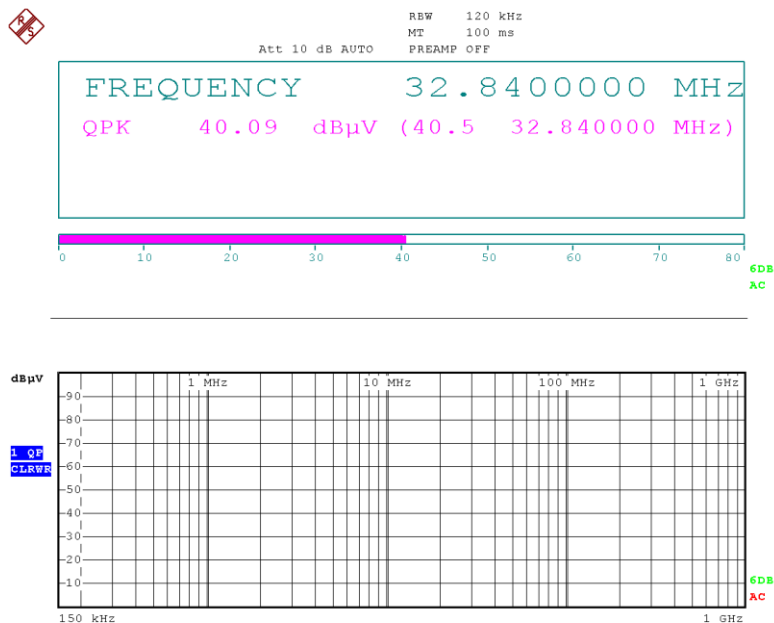 R S
RBW 120 kHz
MT 100 ms
Att 10 dB AUTO PREAMP OFF
FREQUENCY 32.8400000 MHz
QPK 40.09 dBµV (40.5 32.840000 MHz)
0 10 20 30 40 50 60 70 80
6DB
AC
dBµV
1 MHz 10 MHz 100 MHz 1 GHz
90
80
70
1 QP
CLRWR
60
50
40
30
20
10
6DB
AC
150 kHz 1 GHz